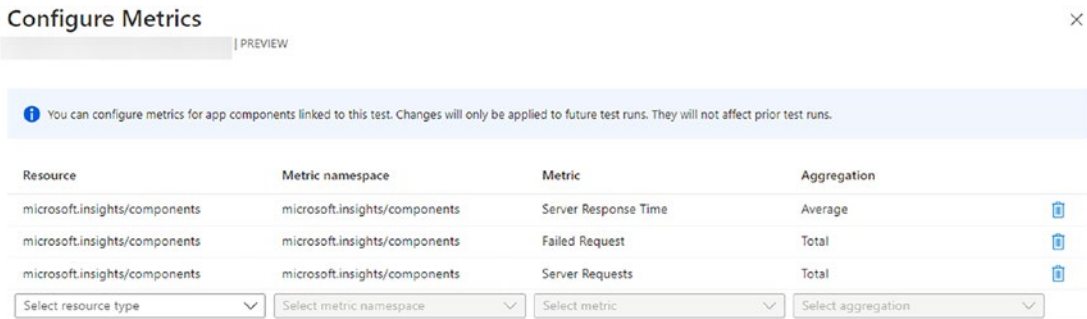 Configure Metrics
| PREVIEW
You can configure metrics for app components linked to this test. Changes will only be applied to future test runs. They will not affect prior test runs.
Resource Metric namespace Metric Aggregation
microsoft.insights/components microsoft.insights/components Server Response Time Average
microsoft.insights/components microsoft.insights/components Failed Request Total
microsoft.insights/components microsoft.insights/components Server Requests Total
Select resource type Select metric namespace Select metric Select aggregation